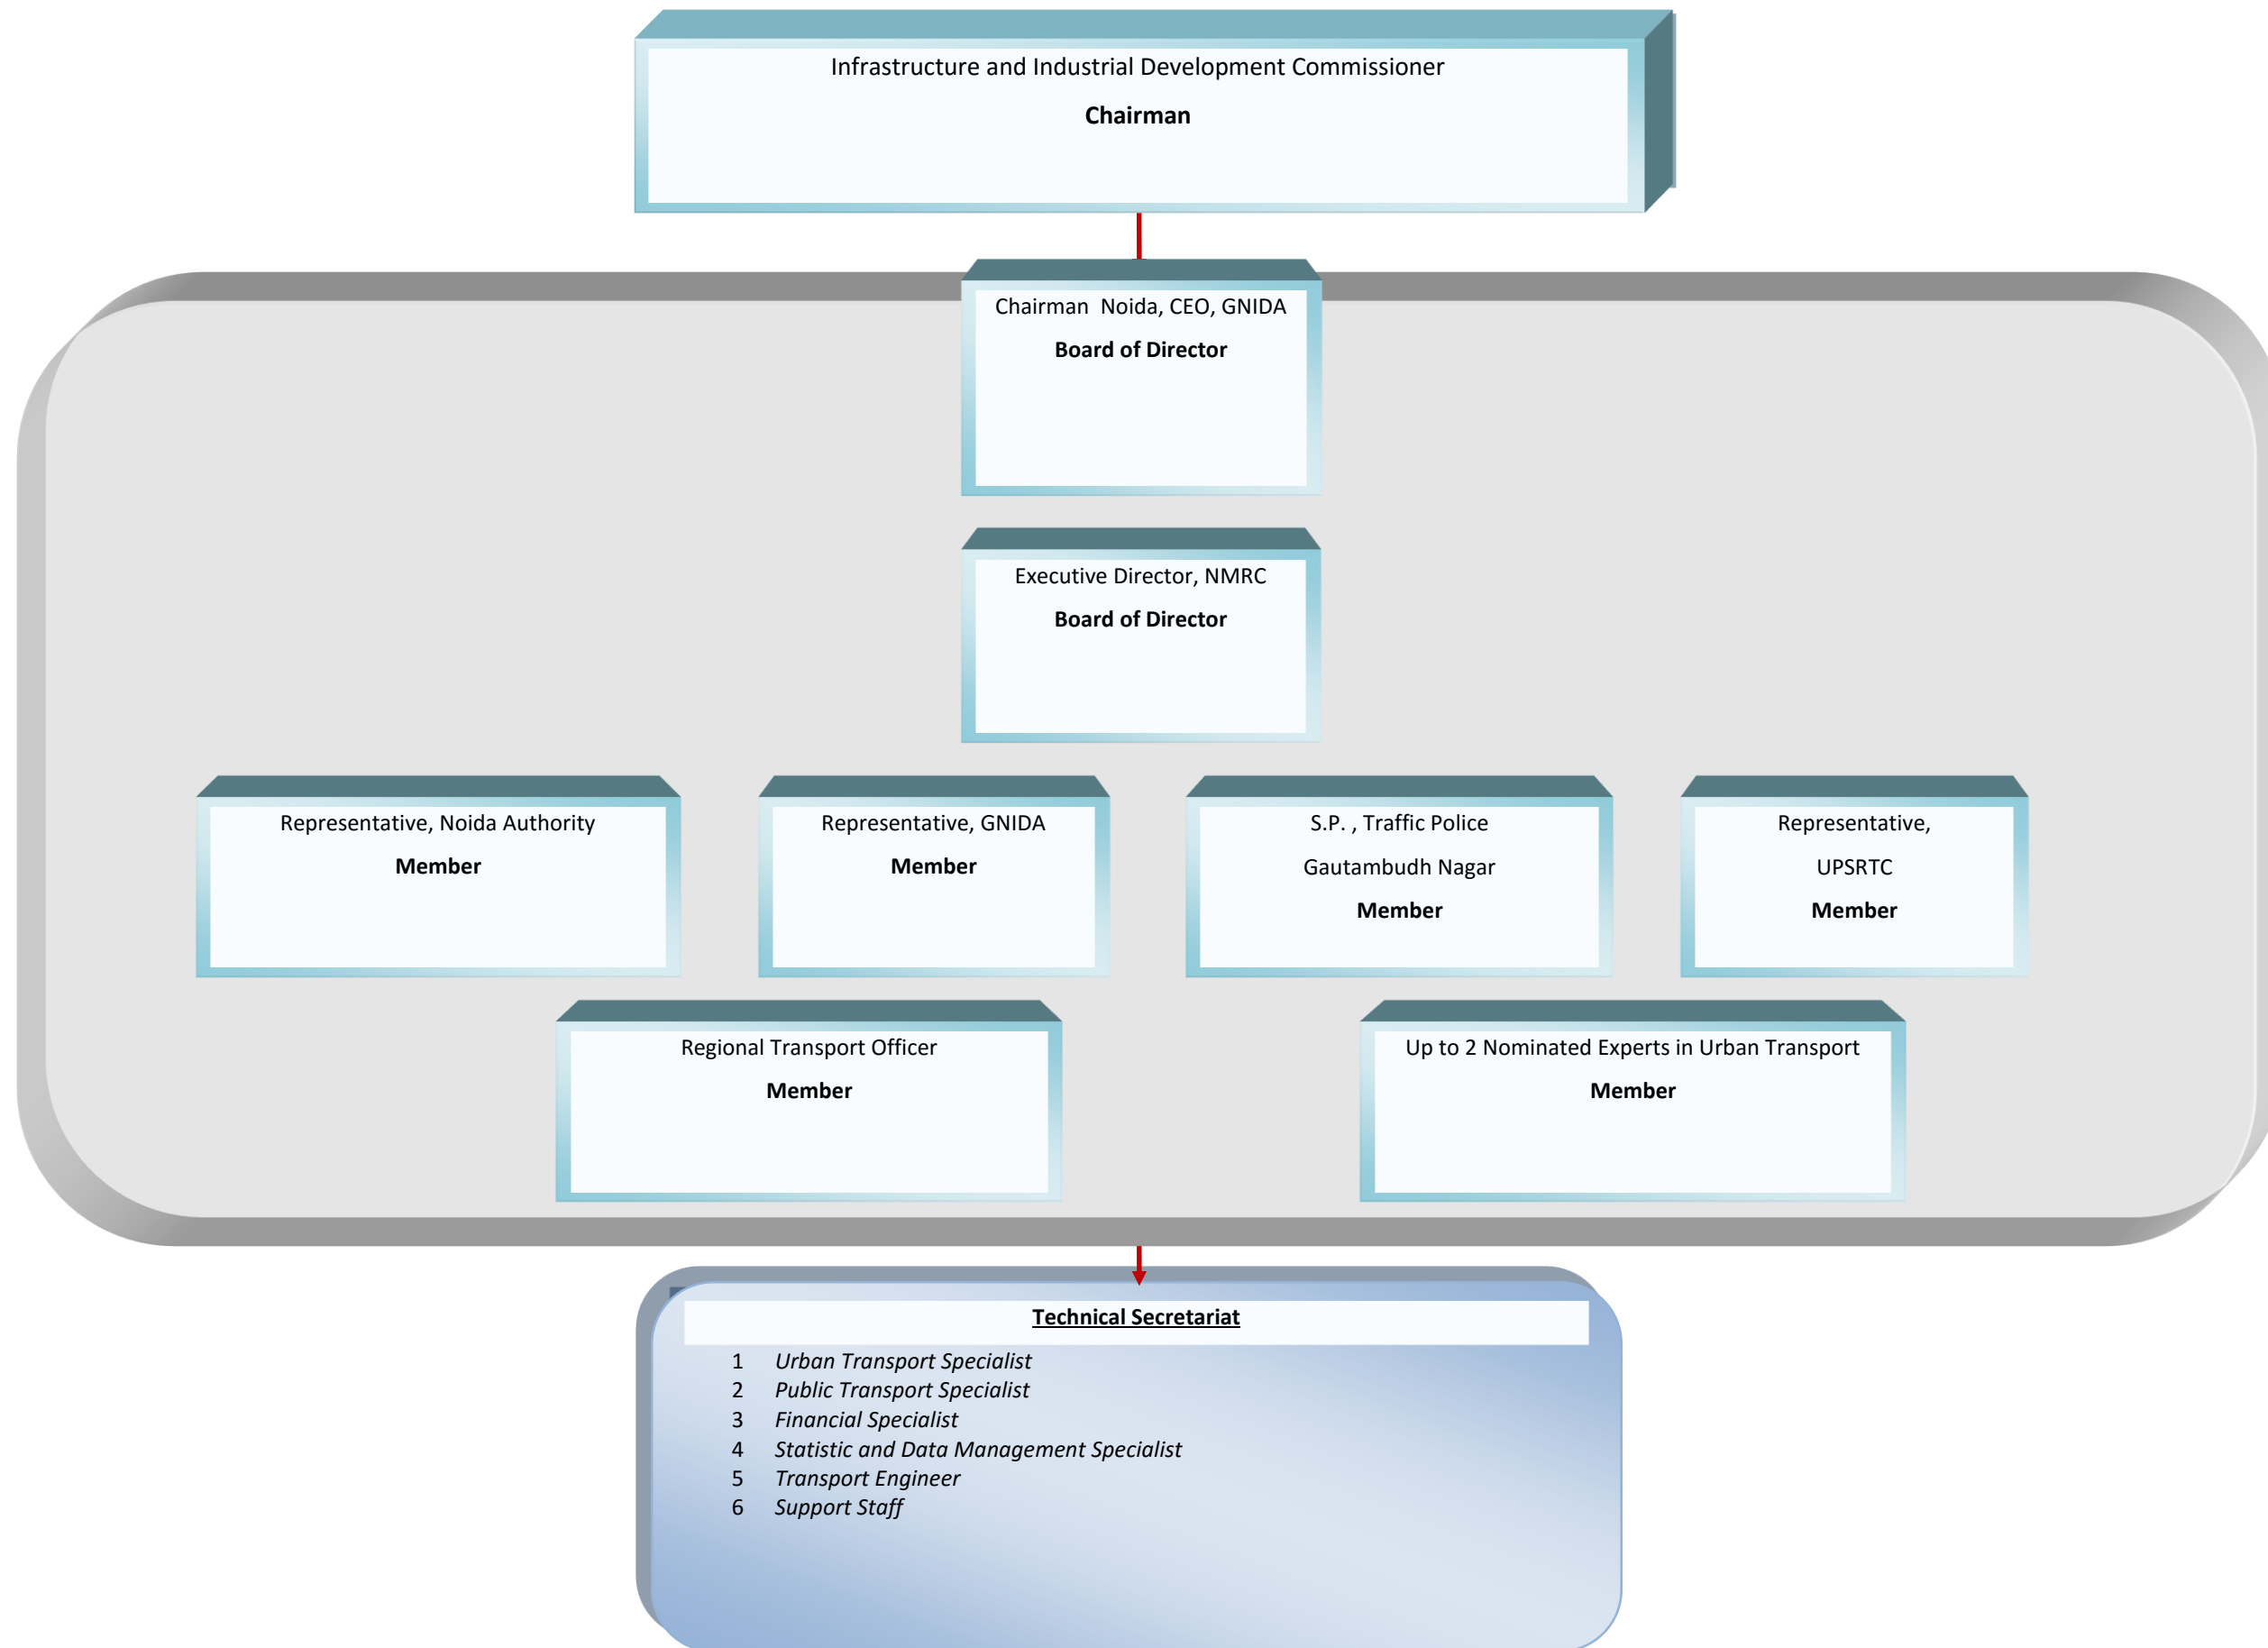 Infrastructure and Industrial Development Commissioner
Chairman
Chairman  Noida, CEO, GNIDA
Board of Director
Executive Director, NMRC
Board of Director
Representative, Noida Authority
Member
Representative, GNIDA
Member
S.P. , Traffic Police
Gautambudh Nagar
Member
Representative,
UPSRTC
Member
Regional Transport Officer
Member
Up to 2 Nominated Experts in Urban Transport
Member
Technical Secretariat
1 Urban Transport Specialist
2 Public Transport Specialist
3 Financial Specialist
4 Statistic and Data Management Specialist
5 Transport Engineer
6 Support Staff